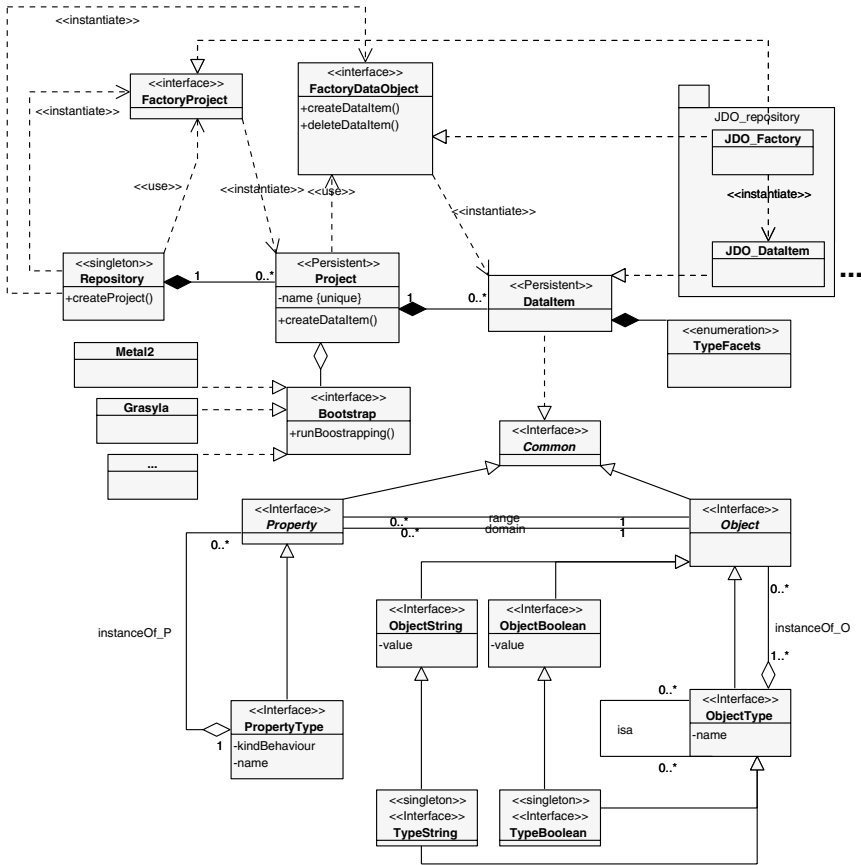 <<instantiate>>
<<interface>>
FactoryProject
<<instantiate>>
<<interface>>
FactoryDataObject
+createDataItem()
+deleteDataItem()
JDO_repository
JDO_Factory
<<instantiate>>
JDO_DataItem
...
<<use>>
<<instantiate>>
<<use>>
<<instantiate>>
<<singleton>>
Repository
+createProject()
1
0..*
<<Persistent>>
Project
-name {unique}
+createDataItem()
1
0..*
<<Persistent>>
DataItem
<<enumeration>>
TypeFacets
Metal2
Grasyla
...
<<interface>>
Bootstrap
+runBoostrapping()
<<Interface>>
Common
<<Interface>>
Property
0..*
range
1
0..*
domain
1
<<Interface>>
Object
0..*
0..*
instanceOf_P
<<Interface>>
ObjectString
-value
<<Interface>>
ObjectBoolean
-value
instanceOf_O
1..*
<<Interface>>
PropertyType
-kindBehaviour
-name
1
0..*
isa
0..*
<<Interface>>
ObjectType
-name
<<singleton>>
<<Interface>>
TypeString
<<singleton>>
<<Interface>>
TypeBoolean